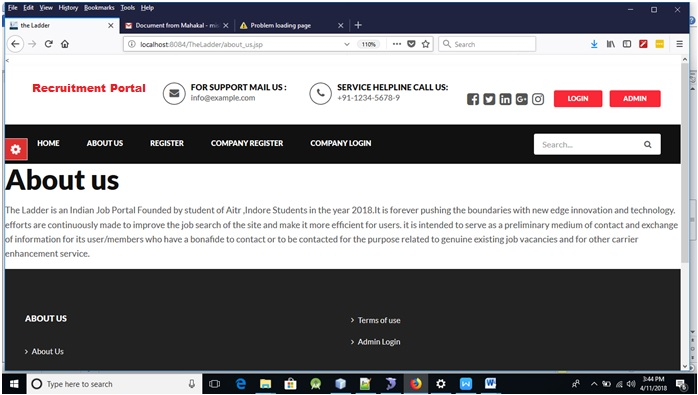 File Edit View History Bookmarks Tools Help
the Ladder
Document from Mahakal - mic
Problem loading page
localhost:8084/TheLadder/about_us.jsp
110%
Search
<
Recruitment Portal
FOR SUPPORT MAIL US :
info@example.com
SERVICE HELPLINE CALL US:
+91-1234-5678-9
LOGIN
ADMIN
HOME
ABOUT US
REGISTER
COMPANY REGISTER
COMPANY LOGIN
Search...
About us
The Ladder is an Indian Job Portal Founded by student of Aitr ,Indore Students in the year 2018.It is forever pushing the boundaries with new edge innovation and technology.
efforts are continuously made to improve the job search of the site and make it more efficient for users. it is intended to serve as a preliminary medium of contact and exchange
of information for its user/members who have a bonafide to contact or to be contacted for the purpose related to genuine existing job vacancies and for other carrier
enhancement service.
ABOUT US
Terms of use
Admin Login
About Us
Type here to search
3:44 PM
4/11/2018